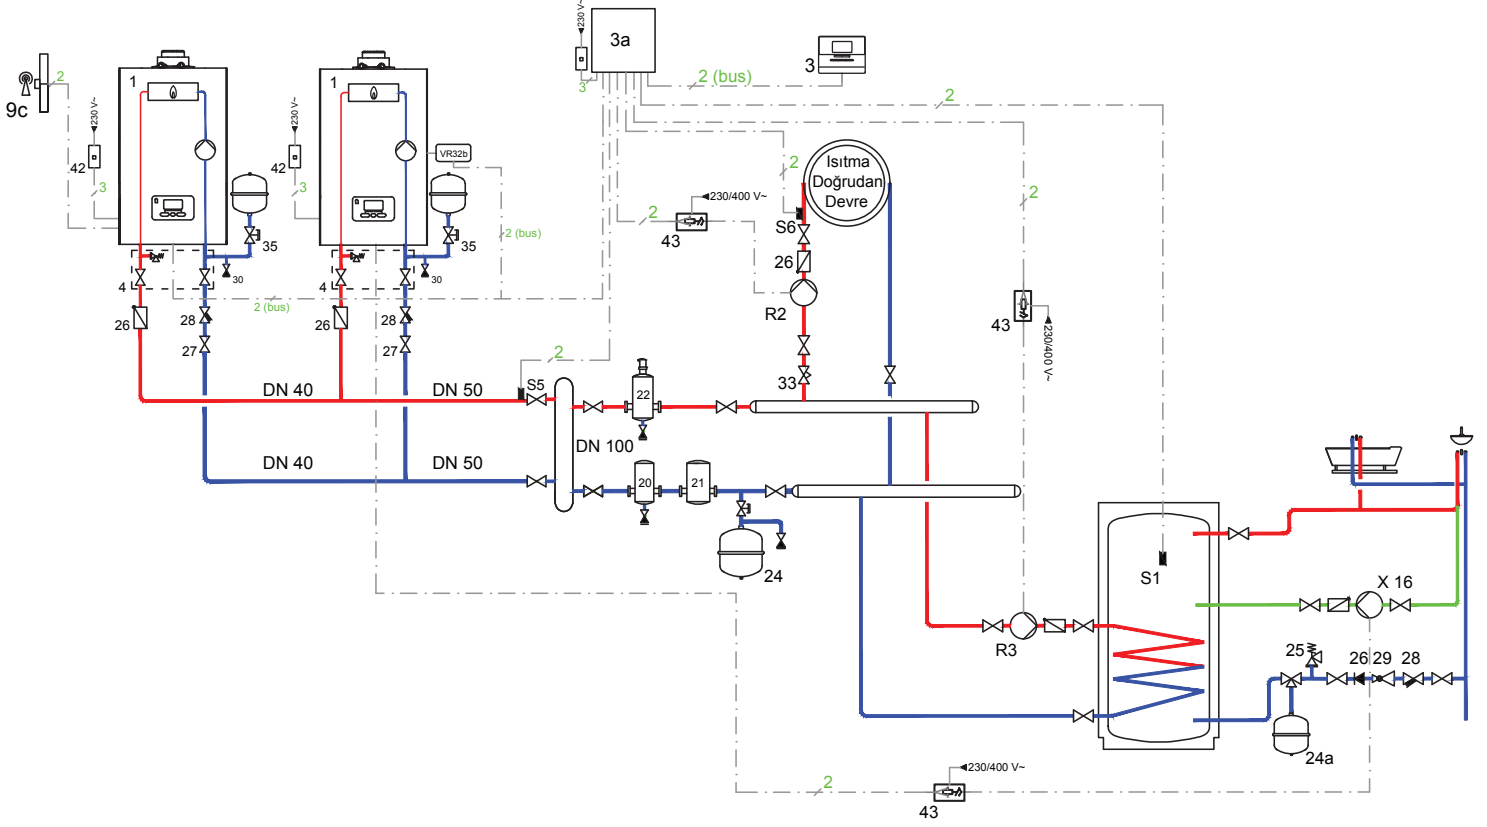 230 V~
3a
3
2 (bus)
3
2
9c
2
1
1
230 V~
230 V~
42
42
3
3
VR32b
35
35
2 (bus)
30
30
4
4
2 (bus)
26
28
26
28
27
27
DN 40
DN 50
S5
2
DN 40
DN 50
DN 100
22
20
21
24
Isıtma
Doğrudan
Devre
2
230/400 V~
2
43
S6
26
R2
33
2
43
230/400 V~
R3
S1
X 16
25
26
29
28
24a
2
230/400 V~
43